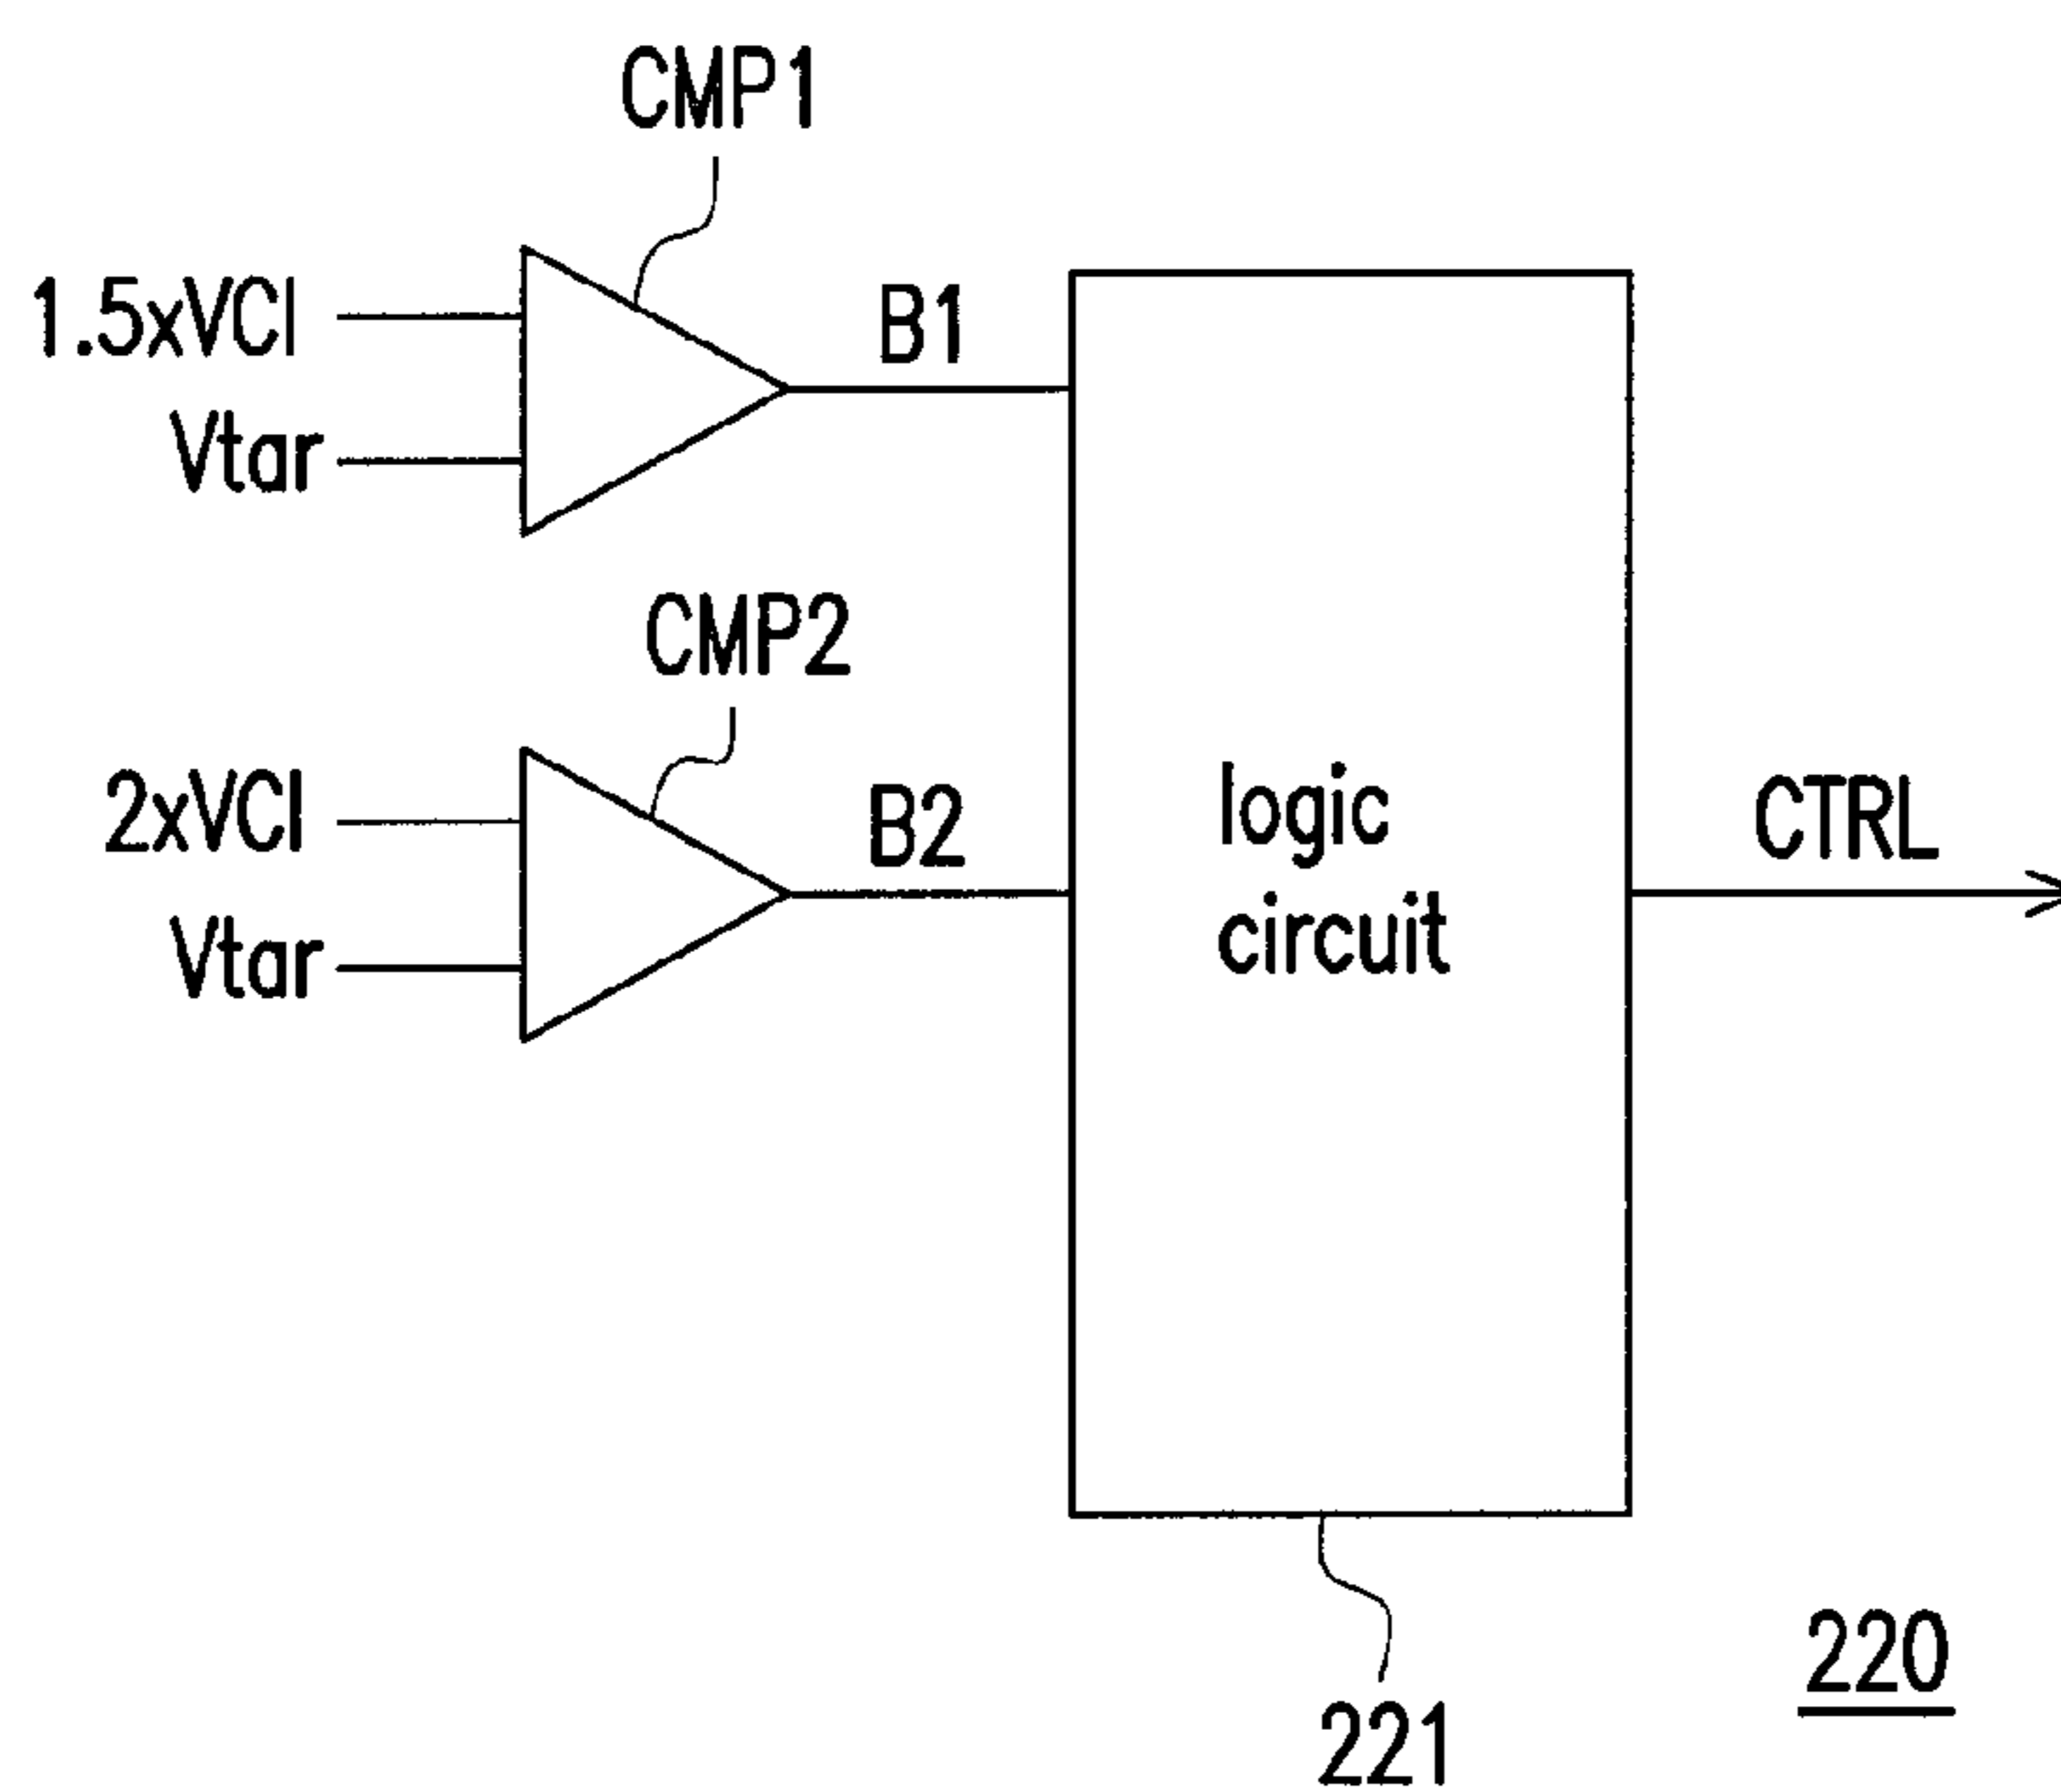 CMP1
1.5xVCI
B1
Vtar
CMP2
2xVCI
B2
Vtar
logic
circuit
CTRL
220
221